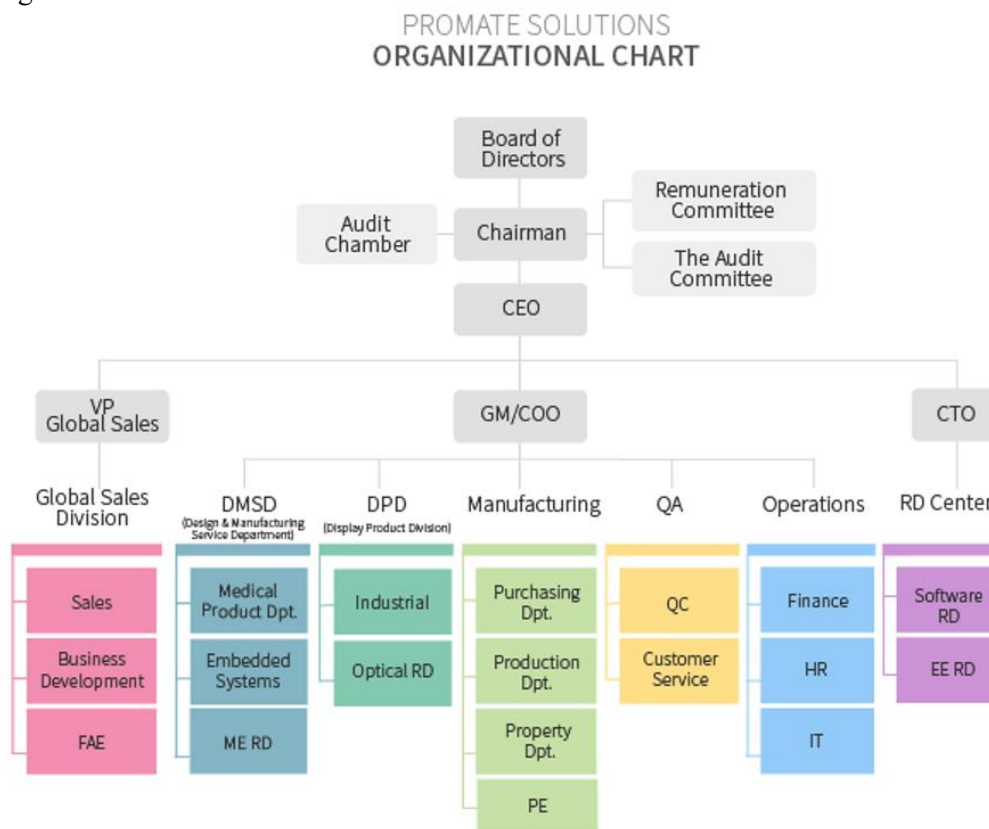 PROMATE SOLUTIONS
ORGANIZATIONAL CHART
Board of
Directors
Audit
Chamber
Chairman
Remuneration
Committee
The Audit
Committee
CEO
VP
Global Sales
GM/COO
CTO
Global Sales
Division
DMSD
(Design & Manufacturing
Service Department)
DPD
(Display Product Division)
Manufacturing
QA
Operations
RD Center
Sales
Business
Development
FAE
Medical
Product Dpt.
Embedded
Systems
ME RD
Industrial
Optical RD
Purchasing
Dpt.
Production
Dpt.
Property
Dpt.
PE
QC
Customer
Service
Finance
HR
IT
Software
RD
EE RD